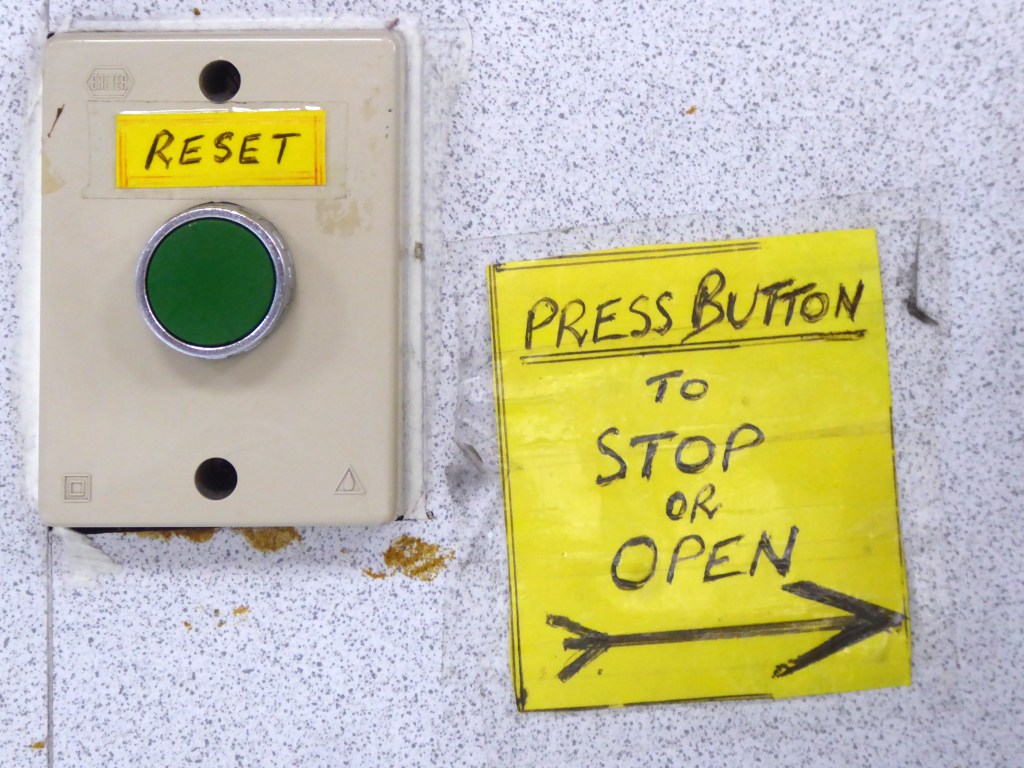 RESET
PRESS BUTTON
TO
STOP
OR
OPEN